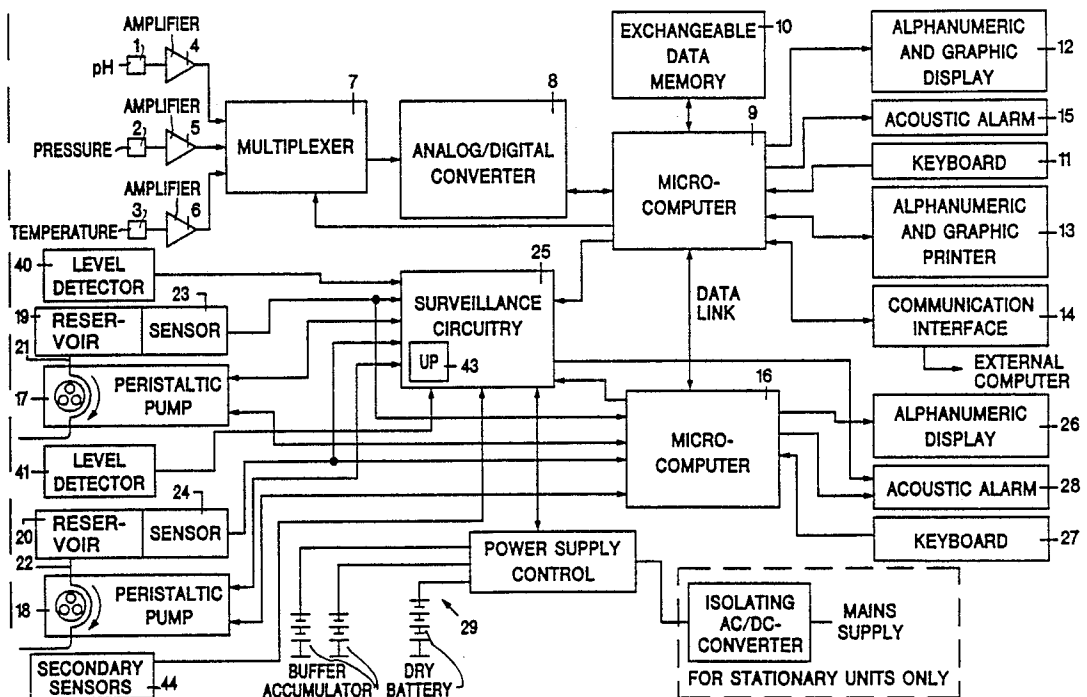 AMPLIFIER
1
4
pH
AMPLIFIER
2
5
PRESSURE
AMPLIFIER
3
6
TEMPERATURE
7
MULTIPLEXER
8
ANALOG/DIGITAL
CONVERTER
EXCHANGEABLE
DATA
MEMORY
10
9
MICRO-
COMPUTER
ALPHANUMERIC
AND GRAPHIC
DISPLAY
12
ACOUSTIC ALARM
15
KEYBOARD
11
ALPHANUMERIC
AND GRAPHIC
PRINTER
13
COMMUNICATION
INTERFACE
14
EXTERNAL
COMPUTER
DATA
LINK
40
LEVEL
DETECTOR
23
19
RESER-
VOIR
SENSOR
21
17
PERISTALTIC
PUMP
41
LEVEL
DETECTOR
24
20
RESER-
VOIR
SENSOR
22
18
PERISTALTIC
PUMP
SECONDARY
SENSORS
44
25
SURVEILLANCE
CIRCUITRY
UP
43
16
MICRO-
COMPUTER
ALPHANUMERIC
DISPLAY
26
ACOUSTIC ALARM
28
KEYBOARD
27
POWER SUPPLY
CONTROL
29
BUFFER
ACCUMULATOR
DRY
BATTERY
ISOLATING
AC/DC-
CONVERTER
MAINS
SUPPLY
FOR STATIONARY UNITS ONLY